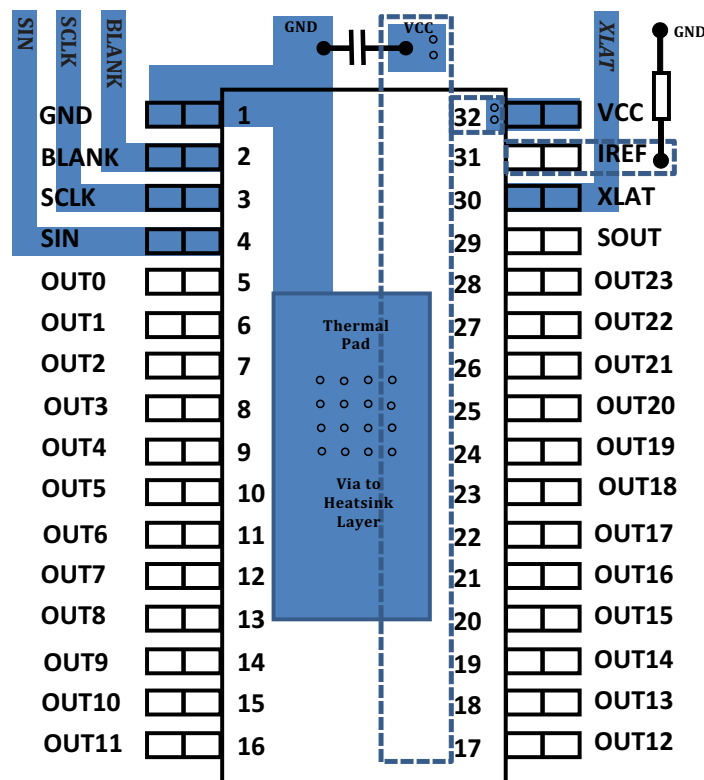 SIN
SCLK
BLANK
GND
VCC
XLAT
GND
GND 1 32 VCC
BLANK 2 31 IREF
SCLK 3 30 XLAT
SIN 4 29 SOUT
OUT0 5 28 OUT23
OUT1 6 27 OUT22
OUT2 7 26 OUT21
OUT3 8 25 OUT20
OUT4 9 24 OUT19
OUT5 10 23 OUT18
OUT6 11 22 OUT17
OUT7 12 21 OUT16
OUT8 13 20 OUT15
OUT9 14 19 OUT14
OUT10 15 18 OUT13
OUT11 16 17 OUT12
Thermal
Pad
Via to
Heatsink
Layer